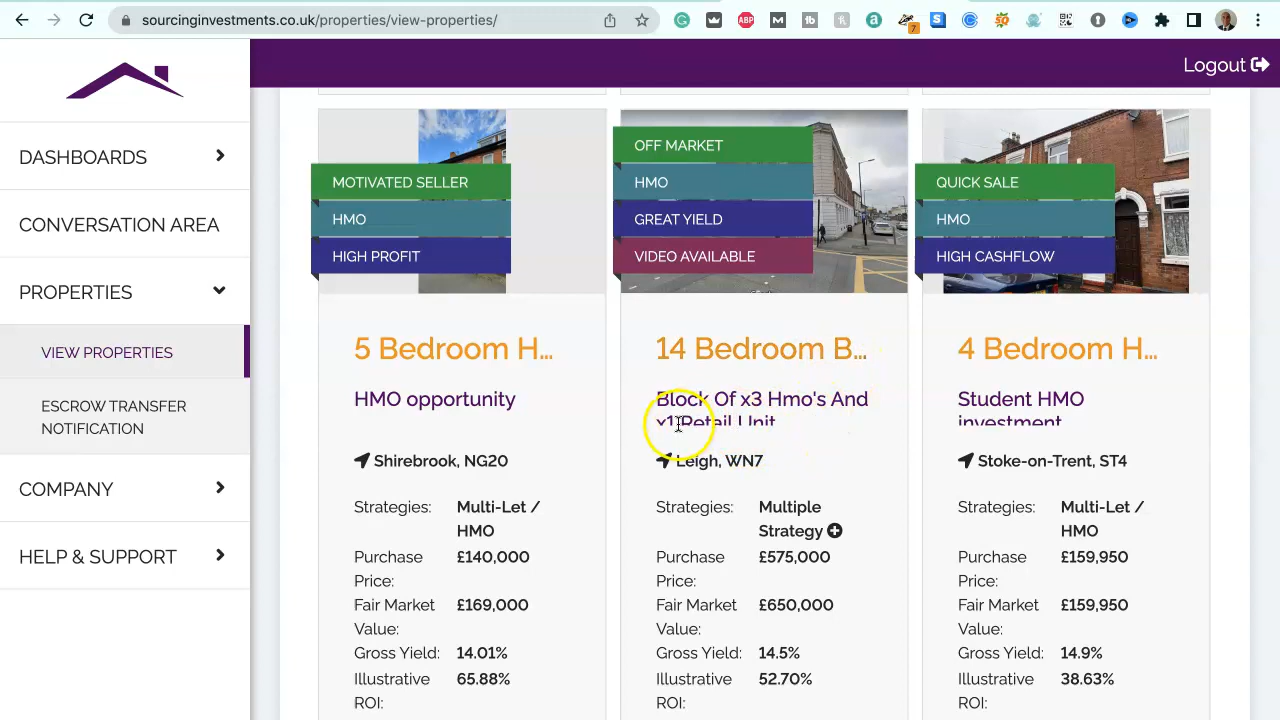 sourcinginvestments.co.uk/properties/view-properties/
Logout
DASHBOARDS
CONVERSATION AREA
PROPERTIES
VIEW PROPERTIES
ESCROW TRANSFER
NOTIFICATION
COMPANY
HELP & SUPPORT
MOTIVATED SELLER
HMO
HIGH PROFIT
5 Bedroom H...
HMO opportunity
Shirebrook, NG20
Strategies: Multi-Let /
HMO
Purchase £140,000
Price:
Fair Market £169,000
Value:
Gross Yield: 14.01%
Illustrative 65.88%
ROI:
OFF MARKET
HMO
GREAT YIELD
VIDEO AVAILABLE
14 Bedroom B...
Block Of x3 Hmo's And
x1 Retail Unit
Leigh, WN7
Strategies: Multiple
Strategy
Purchase £575,000
Price:
Fair Market £650,000
Value:
Gross Yield: 14.5%
Illustrative 52.70%
ROI:
QUICK SALE
HMO
HIGH CASHFLOW
4 Bedroom H...
Student HMO
investment
Stoke-on-Trent, ST4
Strategies: Multi-Let /
HMO
Purchase £159,950
Price:
Fair Market £159,950
Value:
Gross Yield: 14.9%
Illustrative 38.63%
ROI: